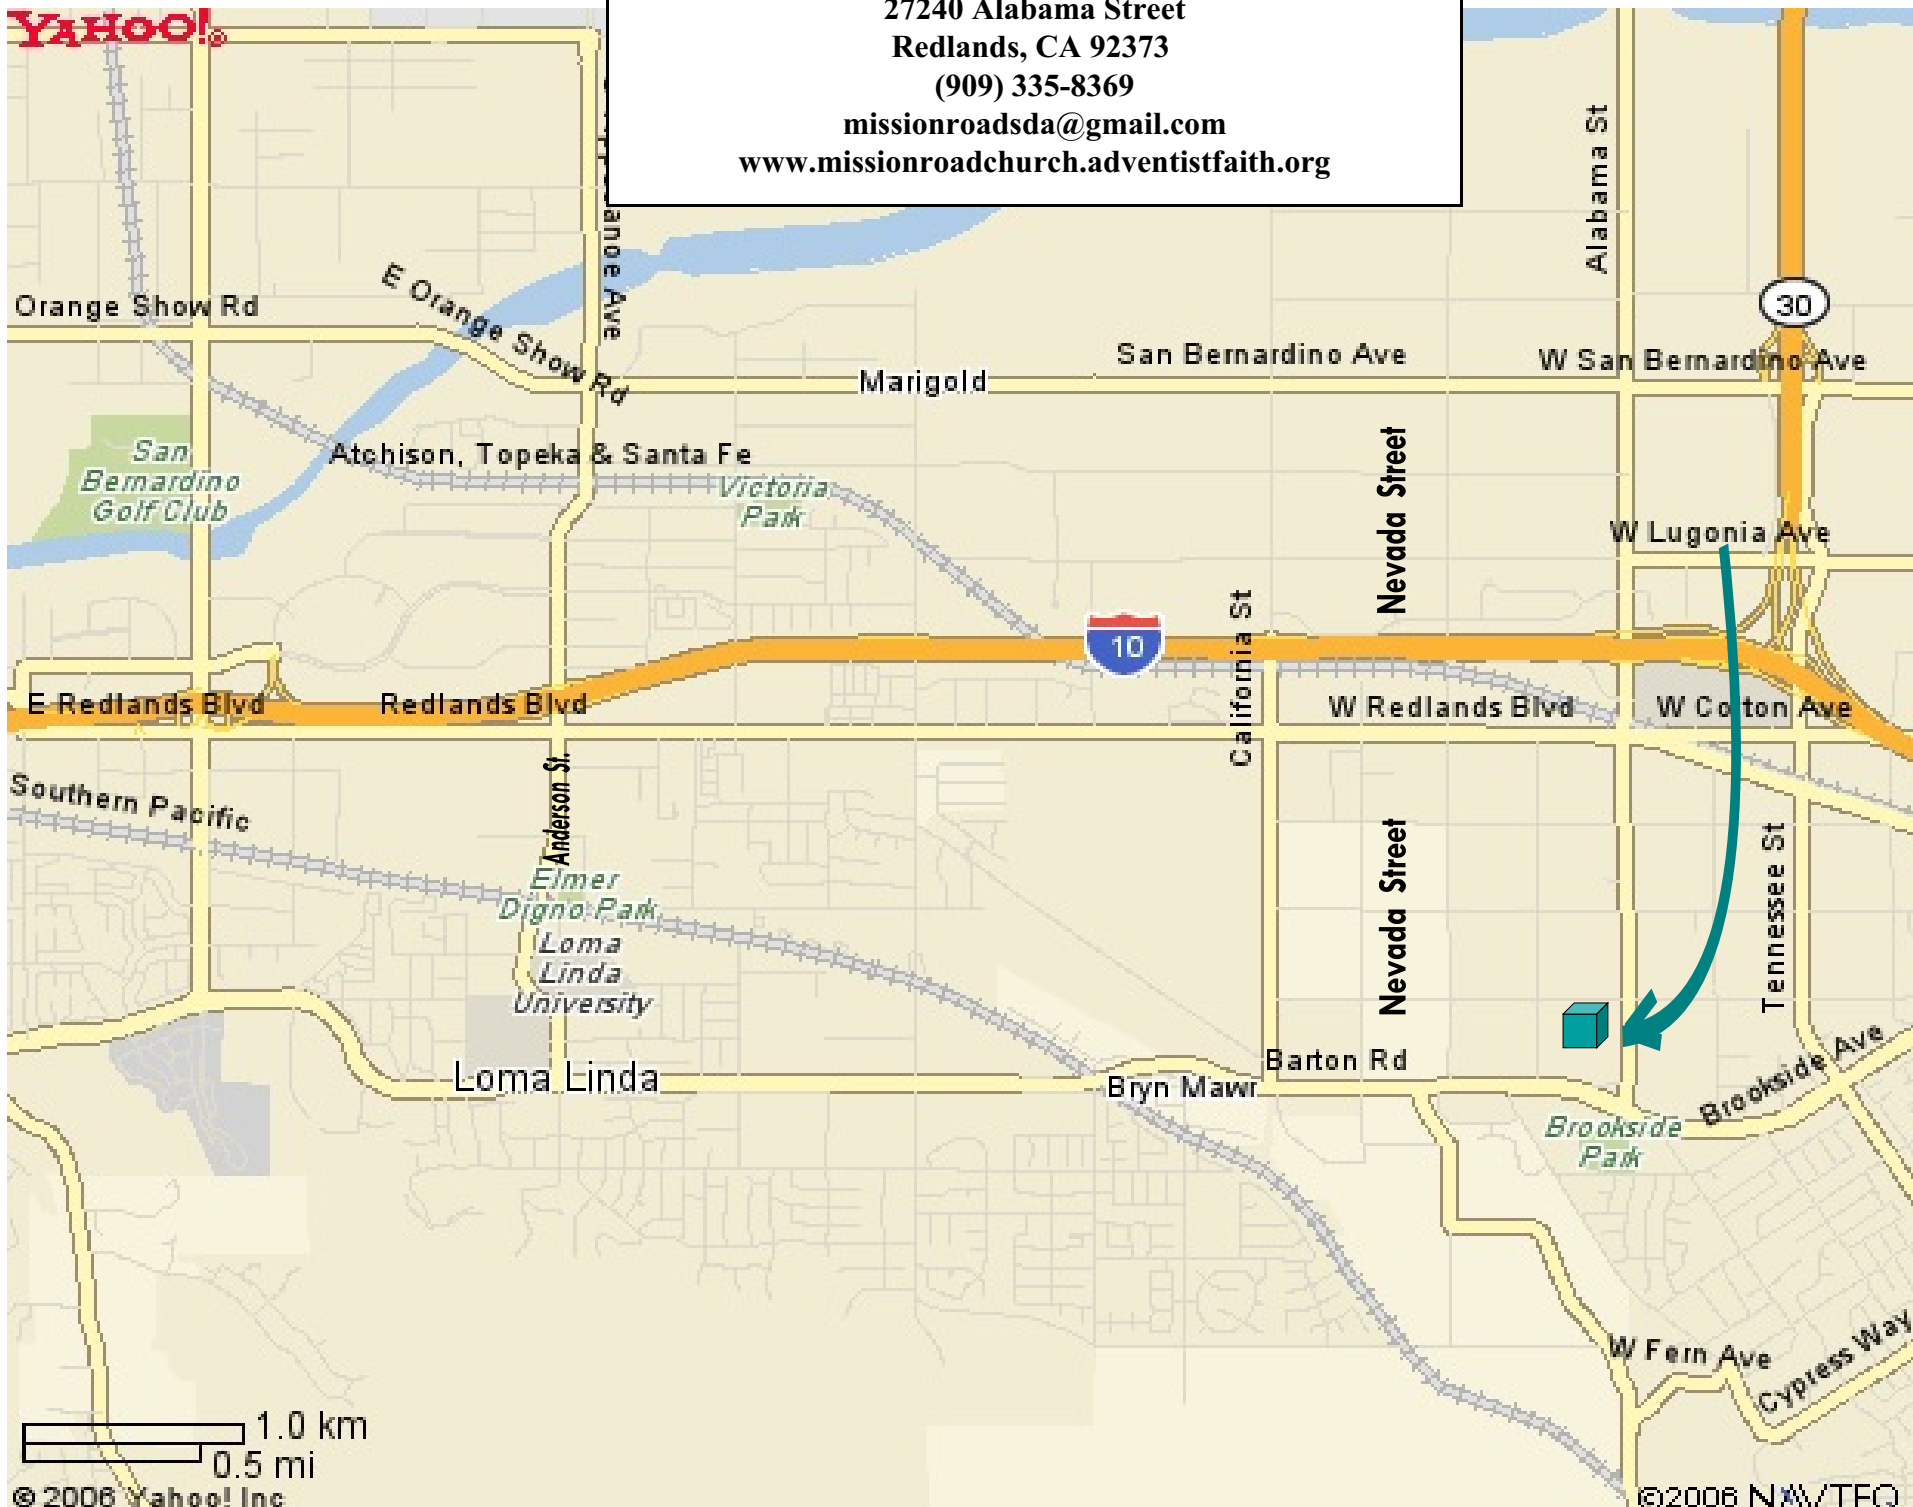 YAHOO!®
27240 Alabama Street
Redlands, CA 92373
(909) 335-8369
missionroadsda@gmail.com
www.missionroadchurch.adventistfaith.org
Alabama St
anoe Ave
E Orange Show Rd
Orange Show Rd
30
San Bernardino Ave
W San Bernardino Ave
Marigold
San
Bernardino
Golf Club
Atchison, Topeka & Santa Fe
Victoria
Park
Nevada Street
W Lugonia Ave
California St
10
E Redlands Blvd
Redlands Blvd
W Redlands Blvd
W Colton Ave
Southern Pacific
Anderson St.
Elmer
Digno Park
Loma
Linda
University
Nevada Street
Tennessee St
Loma Linda
Bryn Mawr
Barton Rd
Brookside Ave
Brookside
Park
W Fern Ave
Cypress Way
1.0 km
0.5 mi
© 2006 Yahoo! Inc
©2006 NAVTEQ